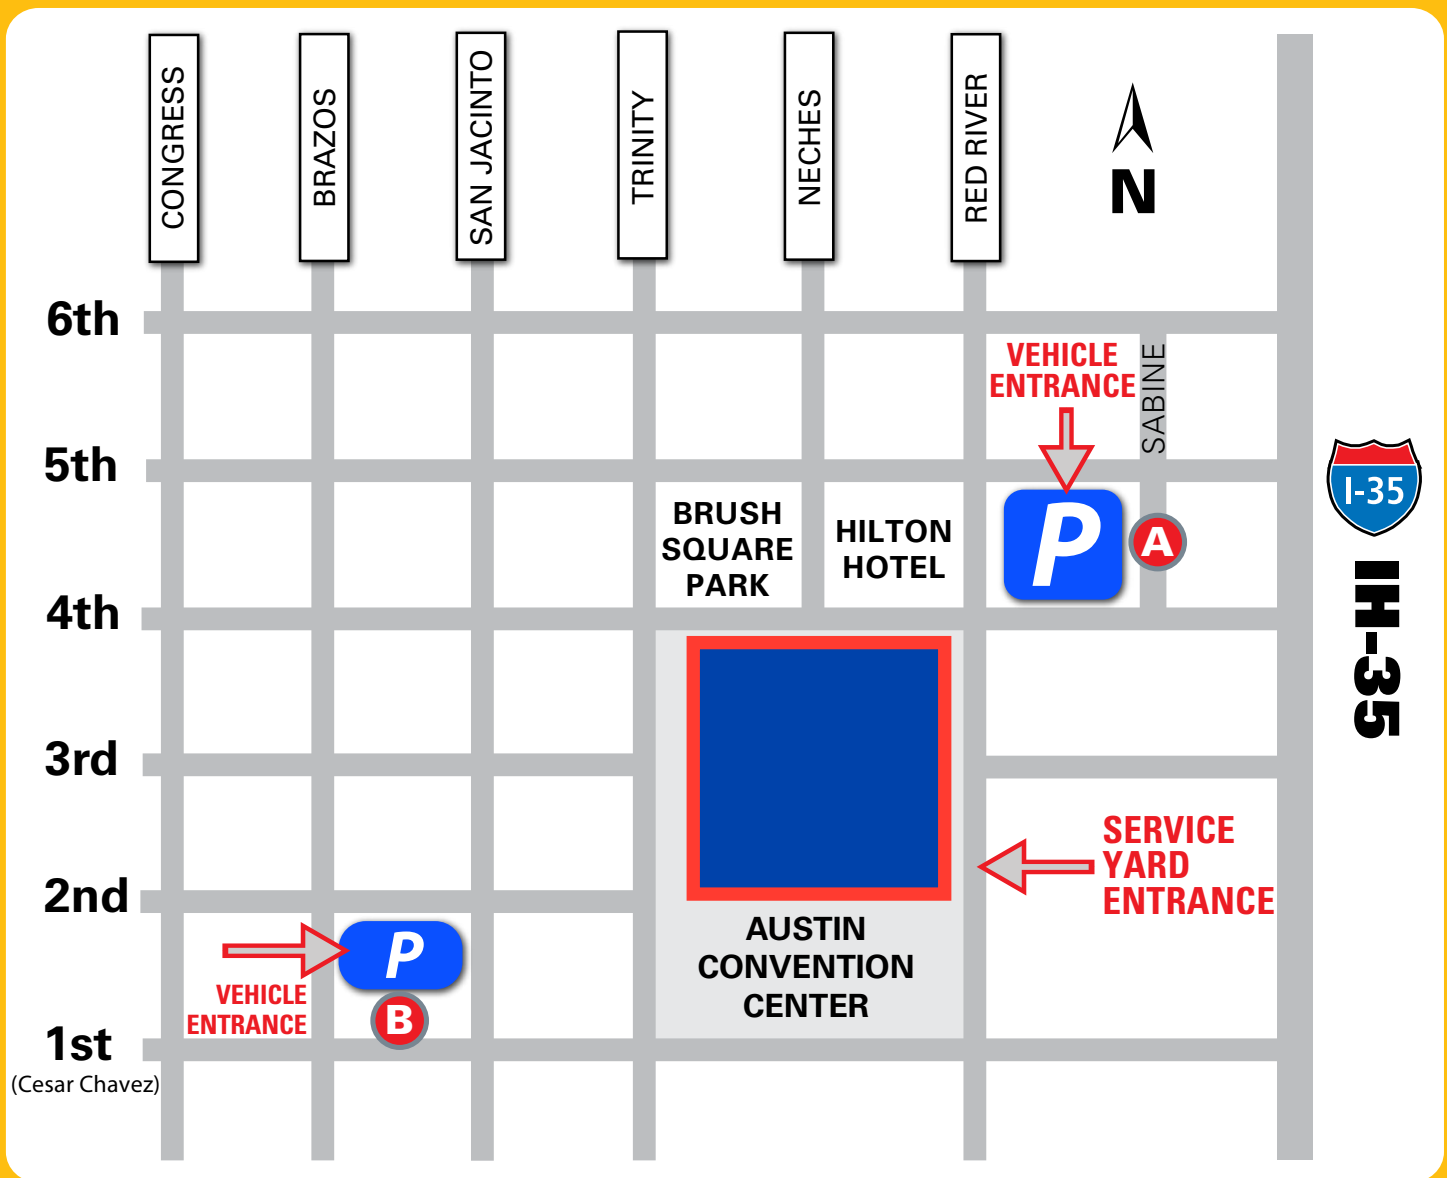 CONGRESS
BRAZOS
SAN JACINTO
TRINITY
NECHES
RED RIVER
N
6th
VEHICLE
ENTRANCE
SABINE
5th
I-35
BRUSH
SQUARE
PARK
HILTON
HOTEL
P
A
IH-35
4th
3rd
SERVICE
YARD
ENTRANCE
2nd
AUSTIN
CONVENTION
CENTER
P
VEHICLE
ENTRANCE
B
1st
(Cesar Chavez)